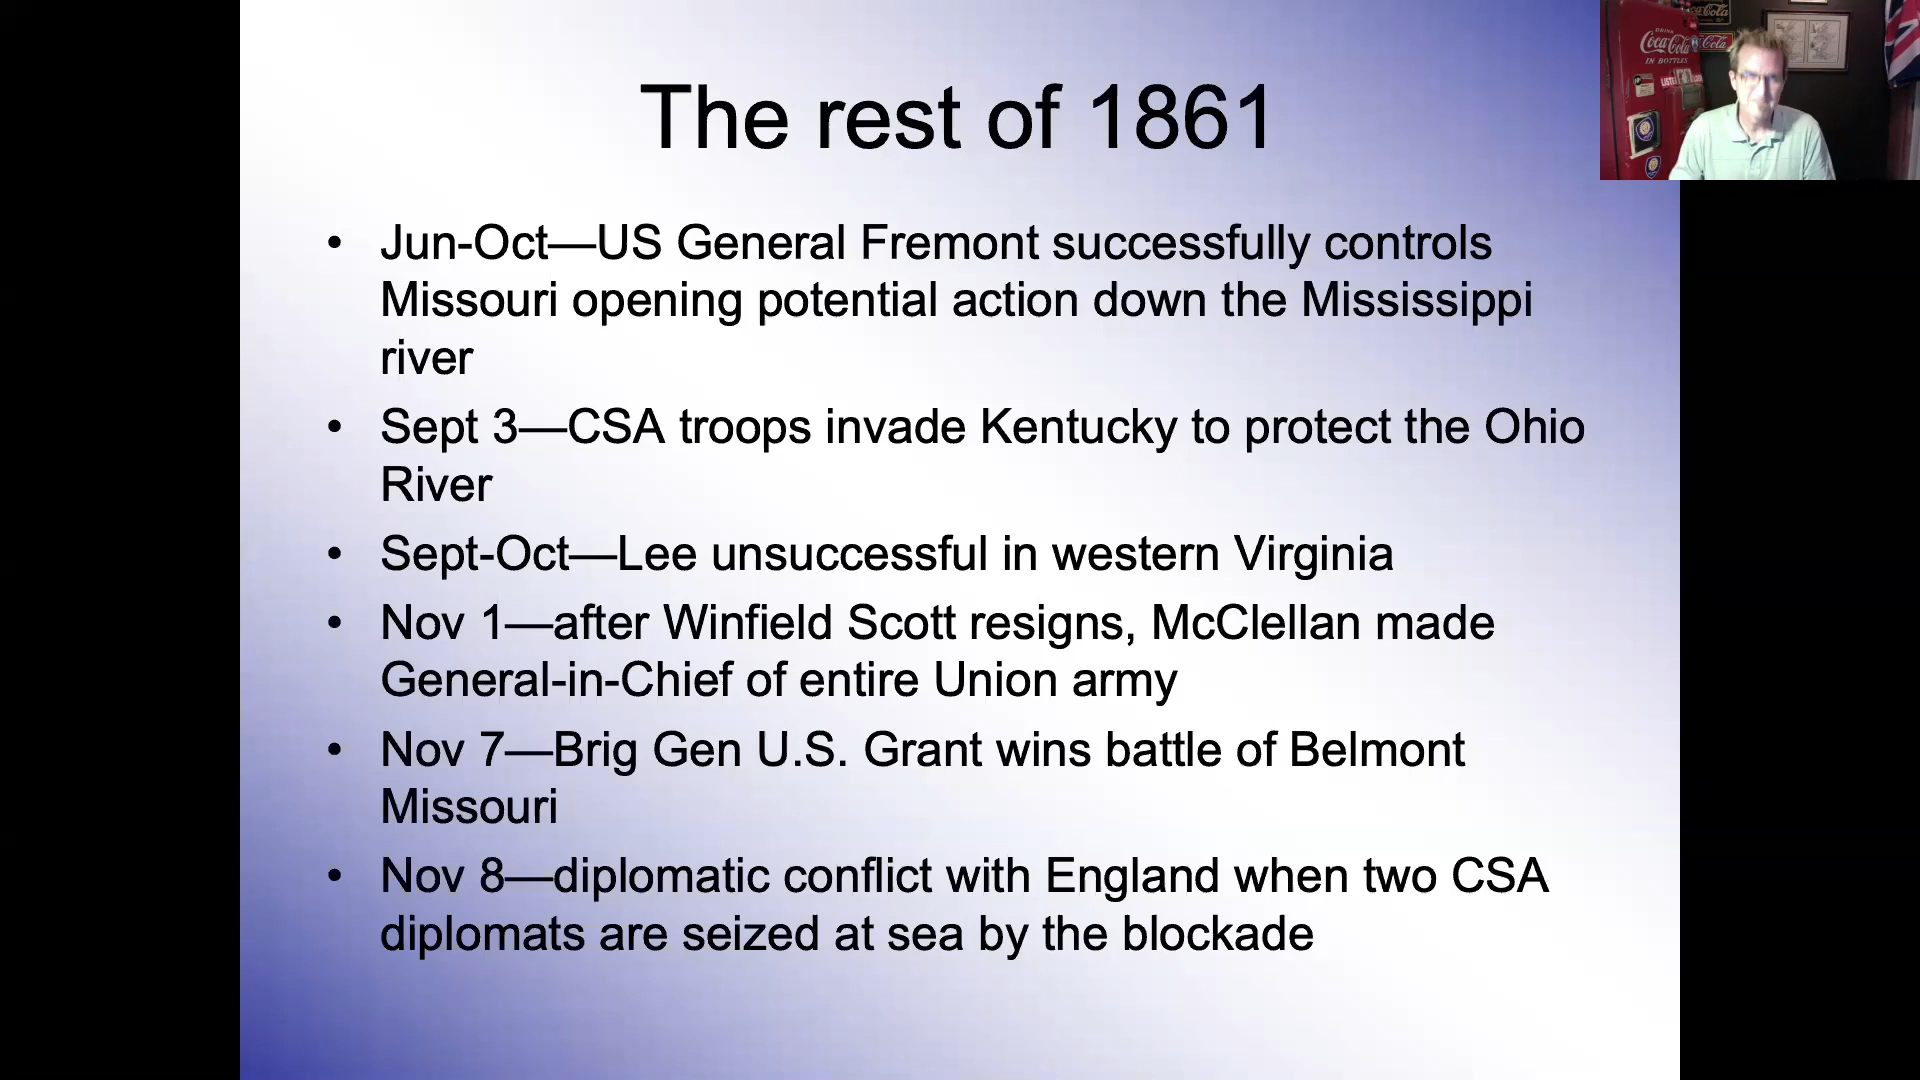 The rest of 1861
• Jun-Oct—US General Fremont successfully controls
Missouri opening potential action down the Mississippi
river
• Sept 3—CSA troops invade Kentucky to protect the Ohio
River
• Sept-Oct—Lee unsuccessful in western Virginia
• Nov 1—after Winfield Scott resigns, McClellan made
General-in-Chief of entire Union army
• Nov 7—Brig Gen U.S. Grant wins battle of Belmont
Missouri
• Nov 8—diplomatic conflict with England when two CSA
diplomats are seized at sea by the blockade
DRINK
Coca-Cola
IN BOTTLES